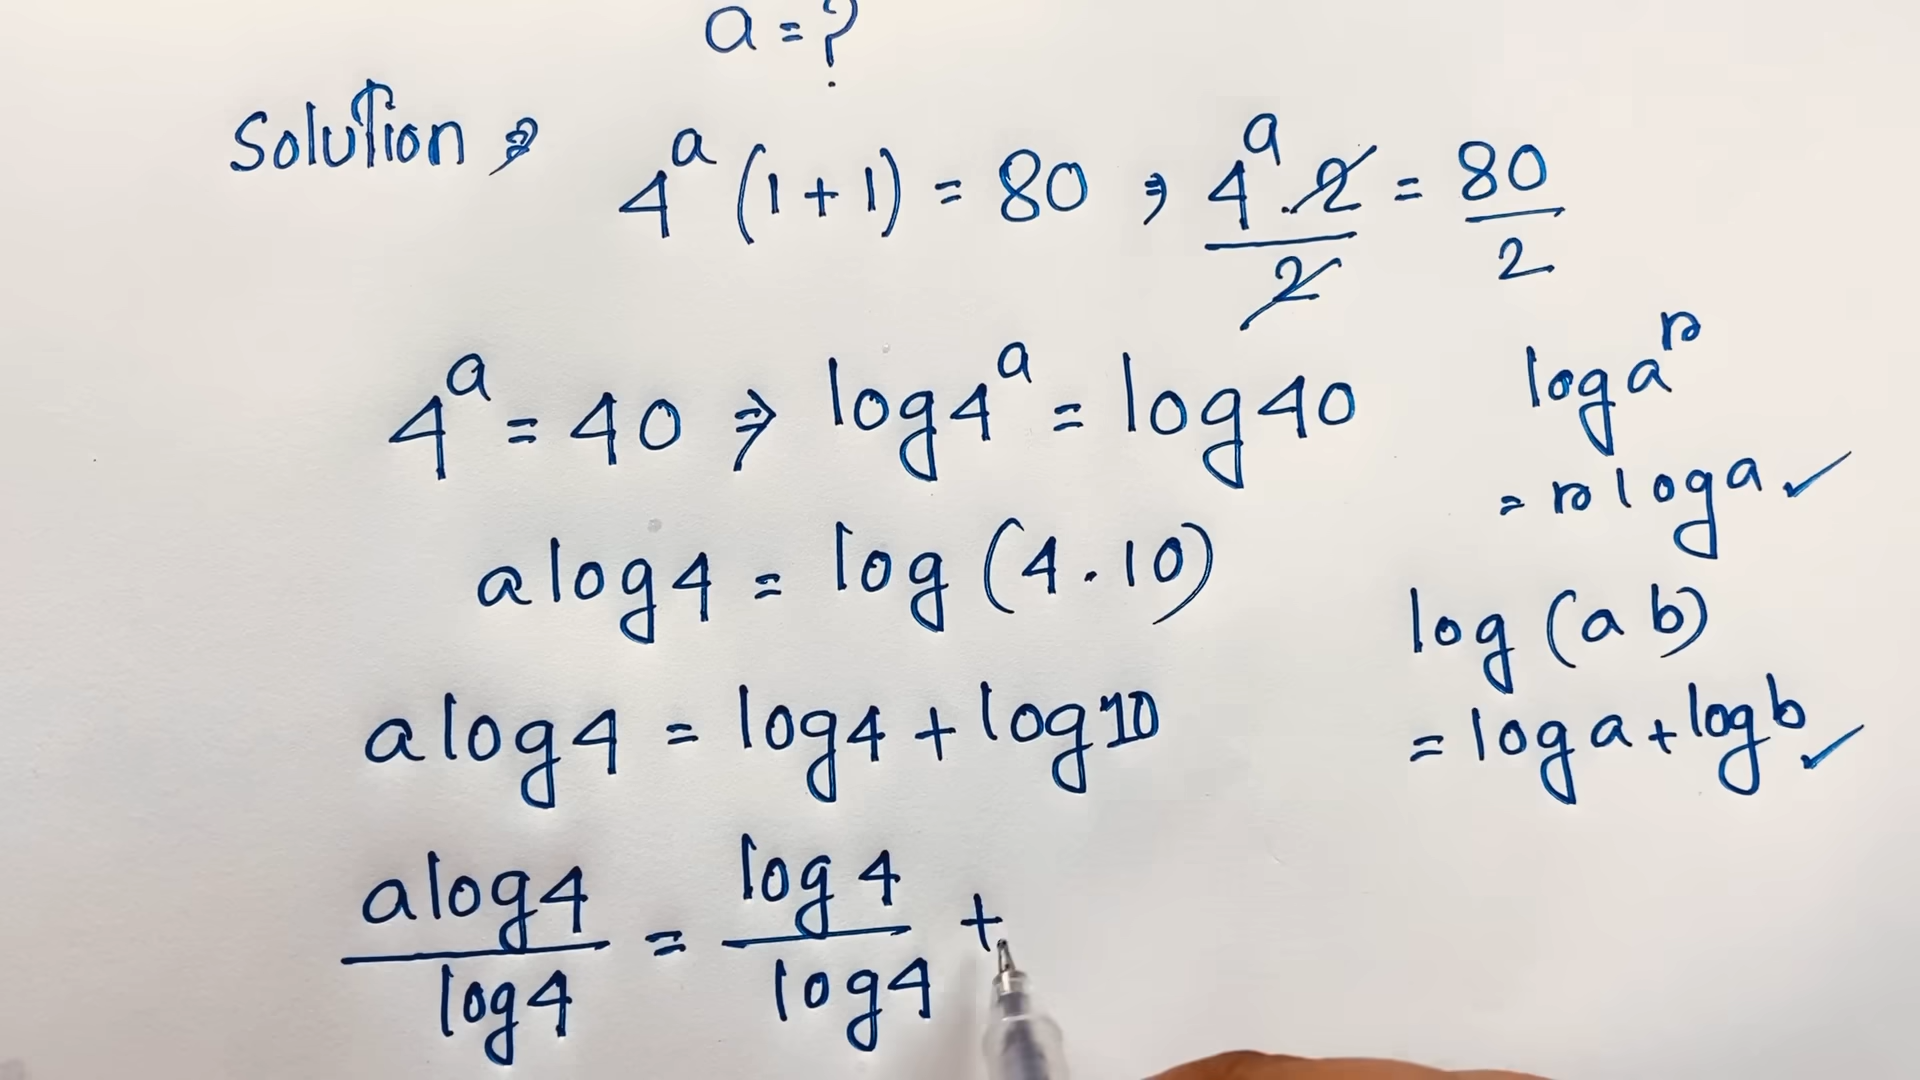 a = ?
Solution ⇒ 4^a (1 + 1) = 80 ⇒ (4^a · 2)/2 = 80/2
4^a = 40 ⇒ log 4^a = log 40
a log 4 = log (4 . 10)
a log 4 = log 4 + log 10
(a log 4)/(log 4) = (log 4)/(log 4) +
log a^n
= n log a ✓
log (a b)
= log a + log b ✓